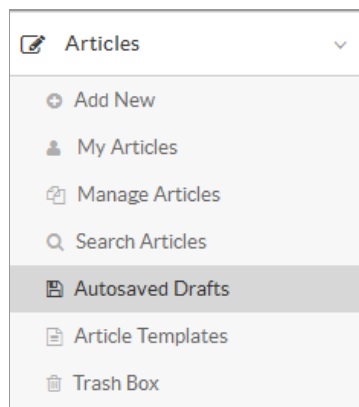 Articles
Add New
My Articles
Manage Articles
Search Articles
Autosaved Drafts
Article Templates
Trash Box